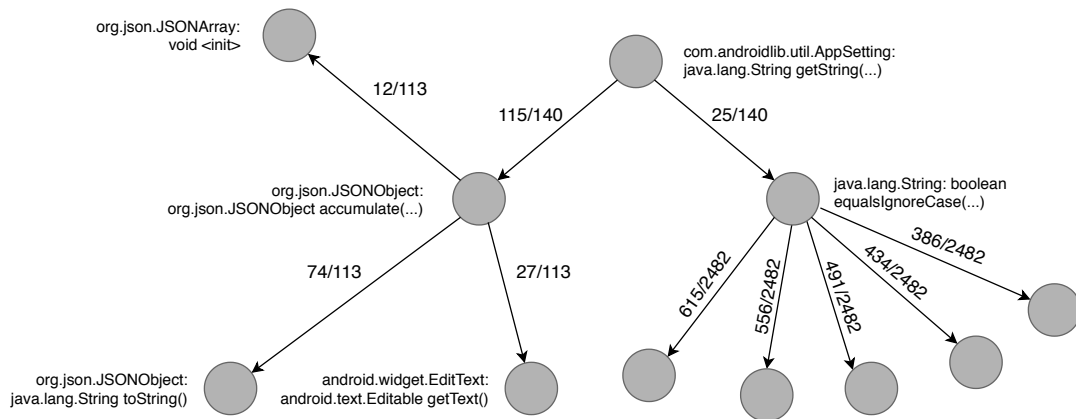 org.json.JSONArray:
void <init>
com.androidlib.util.AppSetting:
java.lang.String getString(...)
12/113
115/140
25/140
org.json.JSONObject:
org.json.JSONObject accumulate(...)
java.lang.String: boolean
equalsIgnoreCase(...)
74/113
27/113
615/2482
556/2482
491/2482
434/2482
386/2482
org.json.JSONObject:
java.lang.String toString()
android.widget.EditText:
android.text.Editable getText()